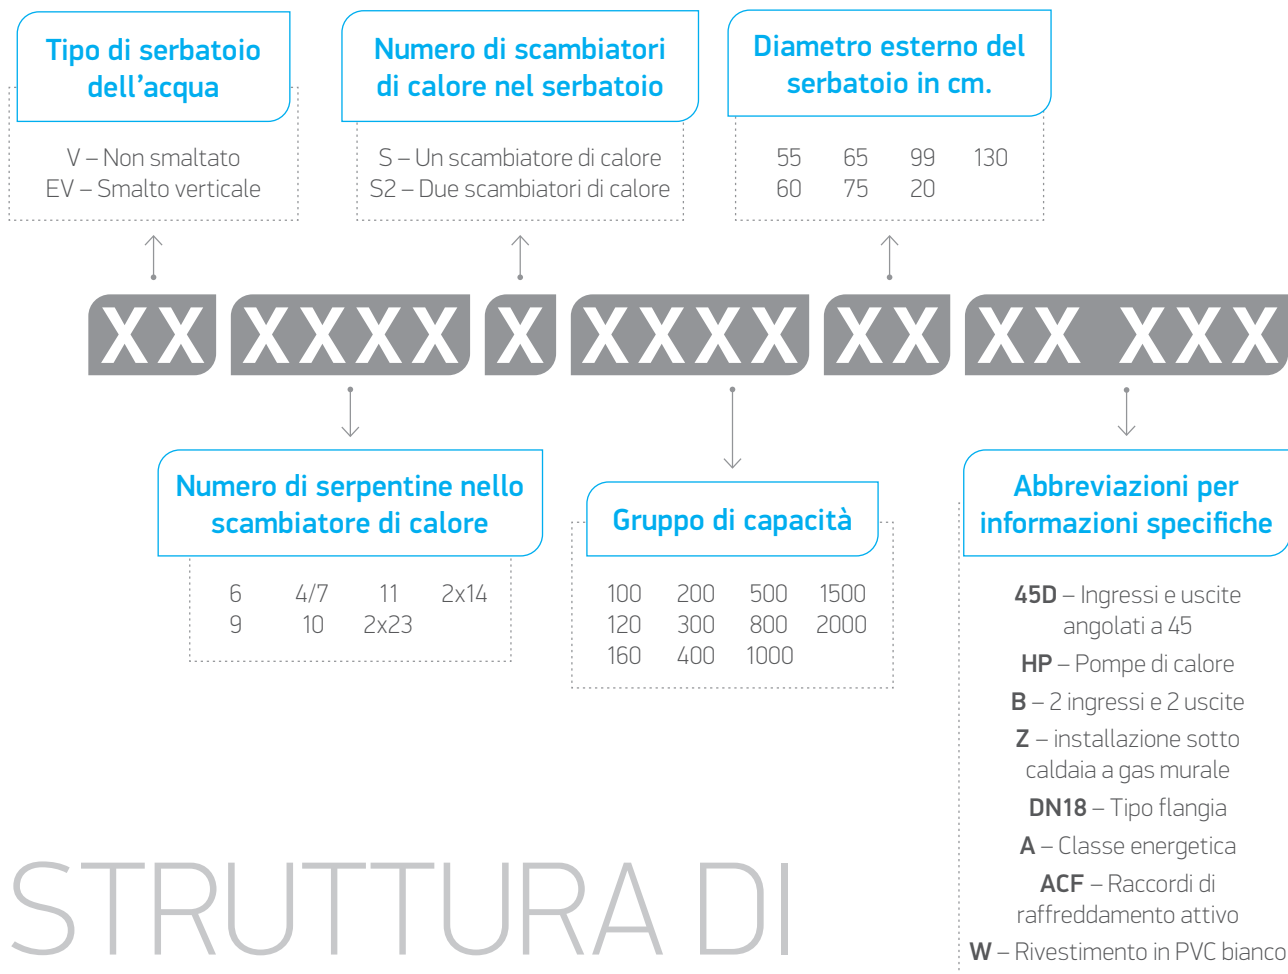 Tipo di serbatoio
dell’acqua
V – Non smaltato
EV – Smalto verticale
Numero di scambiatori
di calore nel serbatoio
S – Un scambiatore di calore
S2 – Due scambiatori di calore
Diametro esterno del
serbatoio in cm.
55 65 99 130
60 75 20
XX XXXX X XXXX XX XX XXX
Numero di serpentine nello
scambiatore di calore
6 4/7 11 2x14
9 10 2x23
Gruppo di capacità
100 200 500 1500
120 300 800 2000
160 400 1000
Abbreviazioni per
informazioni specifiche
45D – Ingressi e uscite
angolati a 45
HP – Pompe di calore
B – 2 ingressi e 2 uscite
Z – installazione sotto
caldaia a gas murale
DN18 – Tipo flangia
A – Classe energetica
ACF – Raccordi di
raffreddamento attivo
W – Rivestimento in PVC bianco
STRUTTURA DI